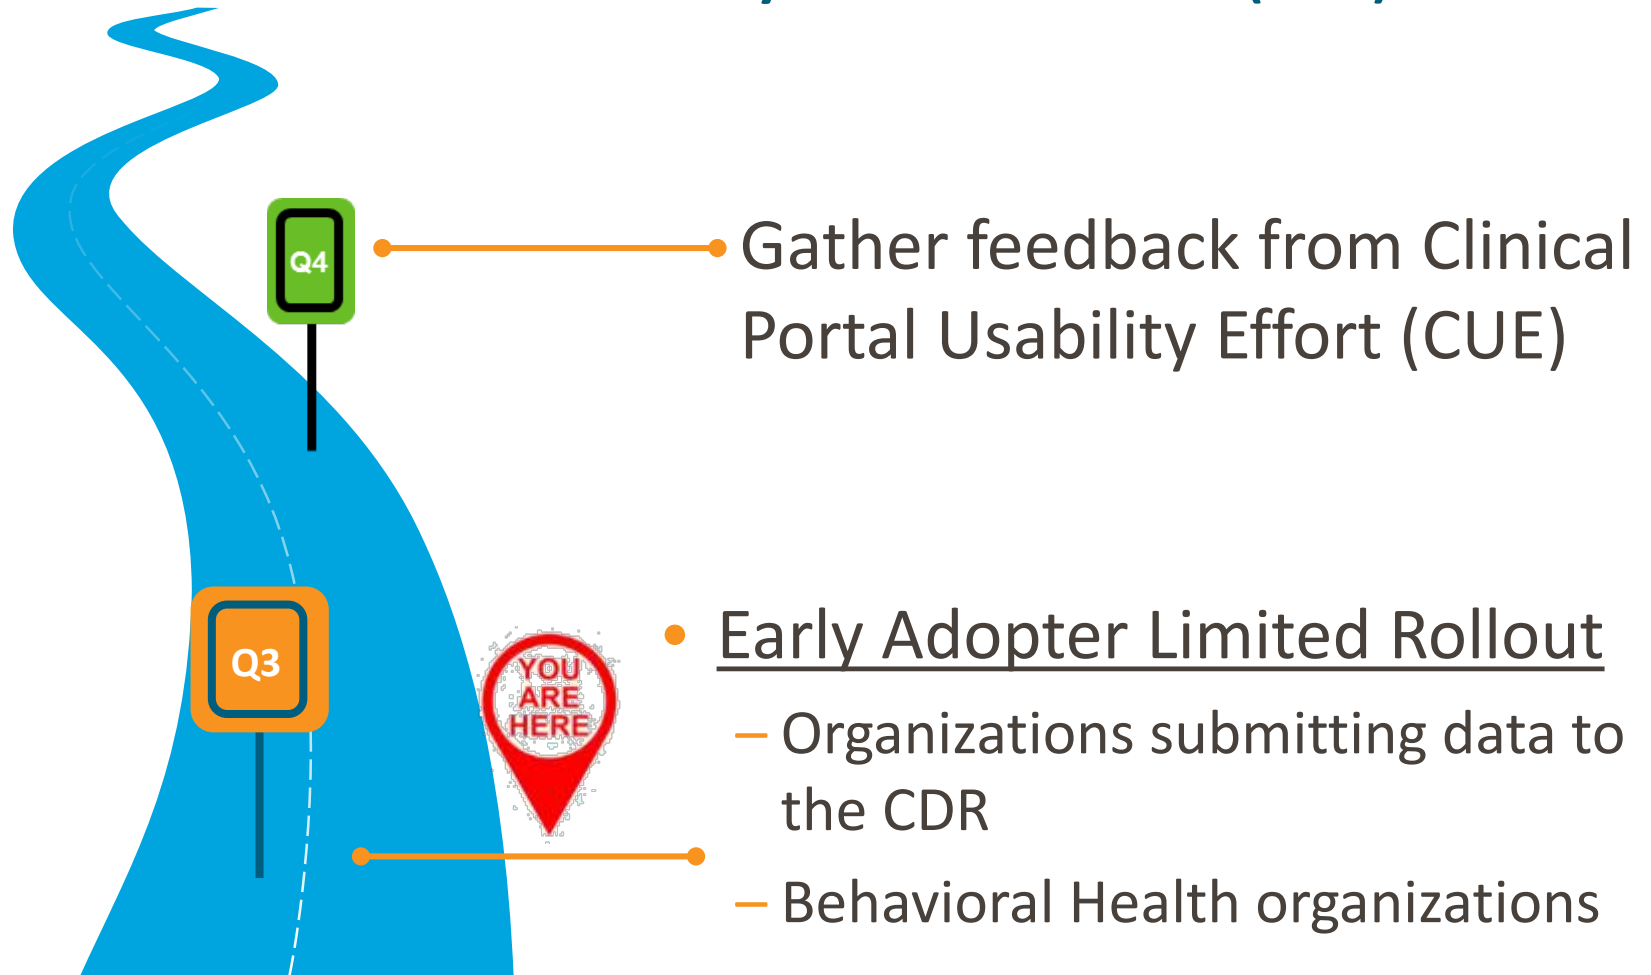 Q4
Gather feedback from Clinical
Portal Usability Effort (CUE)
Q3
YOU
ARE
HERE
• Early Adopter Limited Rollout
– Organizations submitting data to
the CDR
– Behavioral Health organizations